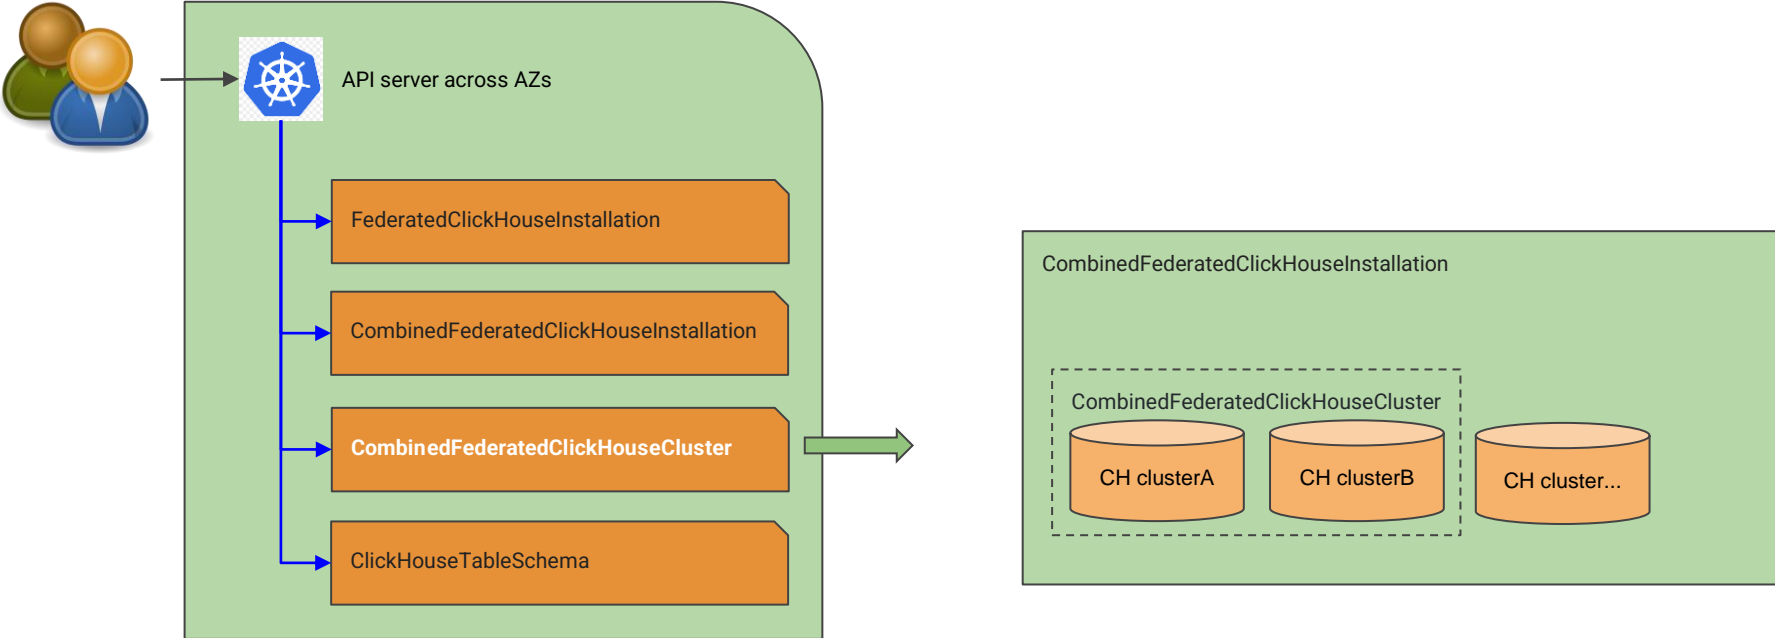 API server across AZs
FederatedClickHouseInstallation
CombinedFederatedClickHouseInstallation
CombinedFederatedClickHouseCluster
ClickHouseTableSchema
CombinedFederatedClickHouseInstallation
CombinedFederatedClickHouseCluster
CH clusterA
CH clusterB
CH cluster...